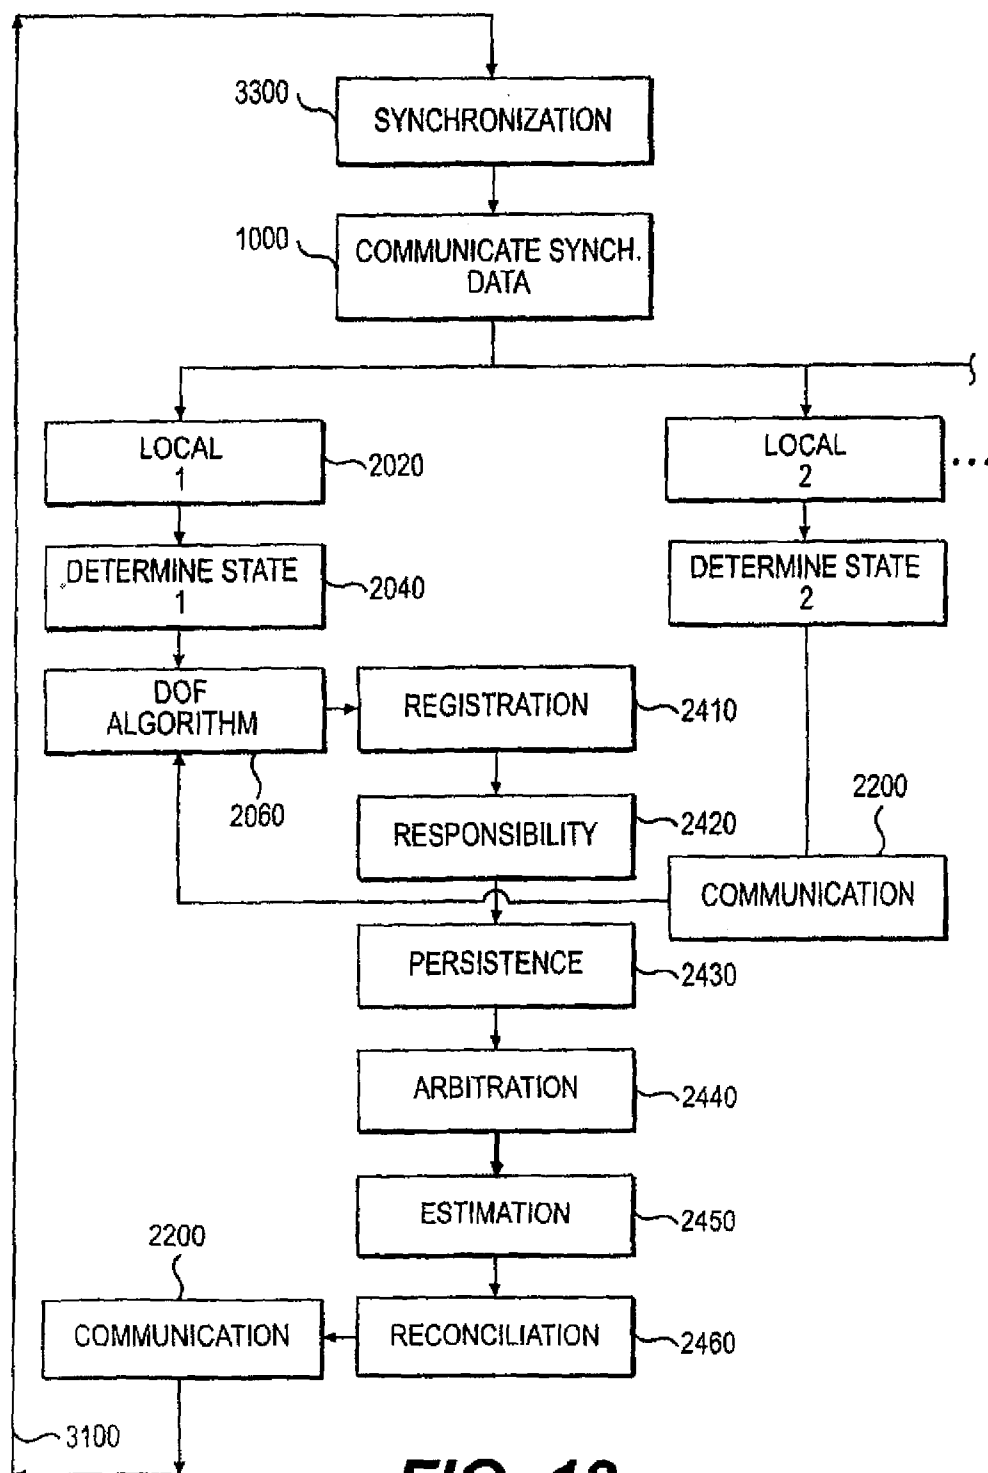 3300
SYNCHRONIZATION
1000
COMMUNICATE SYNCH.
DATA
LOCAL
1
2020
LOCAL
2
...
DETERMINE STATE
1
2040
DETERMINE STATE
2
DOF
ALGORITHM
2060
REGISTRATION
2410
RESPONSIBILITY
2420
2200
COMMUNICATION
PERSISTENCE
2430
ARBITRATION
2440
ESTIMATION
2450
2200
COMMUNICATION
RECONCILIATION
2460
3100